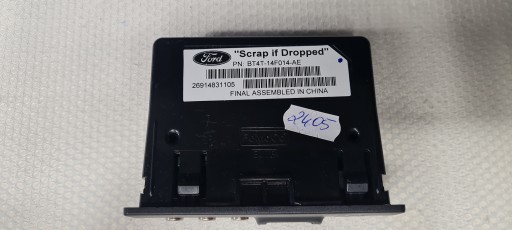 Ford
"Scrap if Dropped"
PN: BT4T-14F014-AE
26914831105
FINAL ASSEMBLED IN CHINA
2405